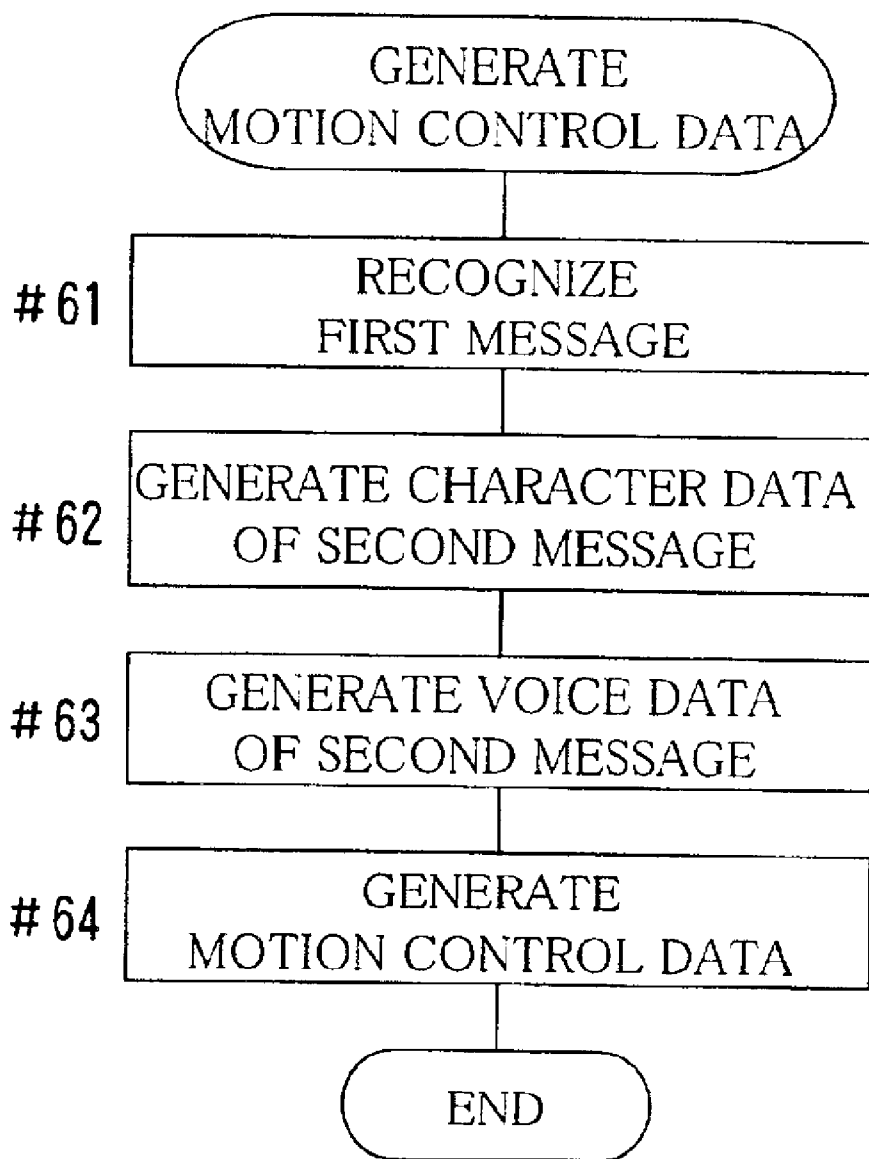 GENERATE
MOTION CONTROL DATA
#61
RECOGNIZE
FIRST MESSAGE
#62
GENERATE CHARACTER DATA
OF SECOND MESSAGE
#63
GENERATE VOICE DATA
OF SECOND MESSAGE
#64
GENERATE
MOTION CONTROL DATA
END